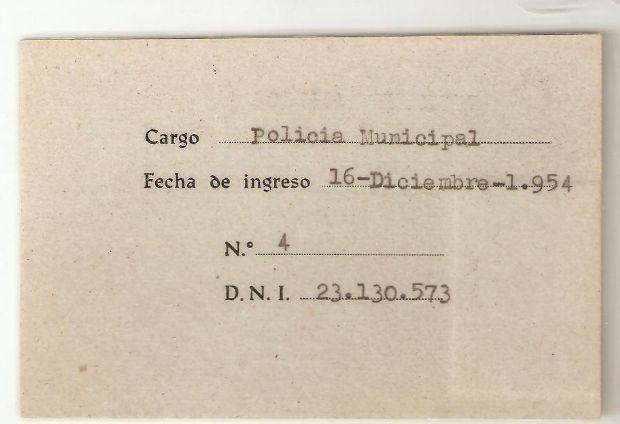 Cargo Policia Municipal
Fecha de ingreso 16-Diciembre-1.954
N.º 4
D.N.I. 23.130.573